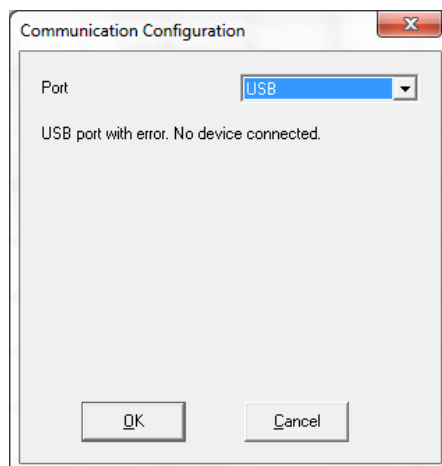 Communication Configuration
Port USB
USB port with error. No device connected.
OK Cancel